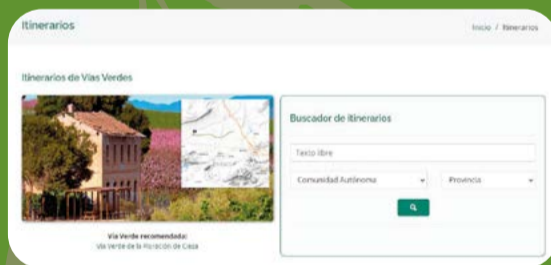 Itinerarios
Inicio / Itinerarios
Itinerarios de Vías Verdes
Buscador de itinerarios
Texto libre
Comunidad Autónoma
Provincia
Vía Verde recomendada:
Vía Verde de la Floración de Cieza